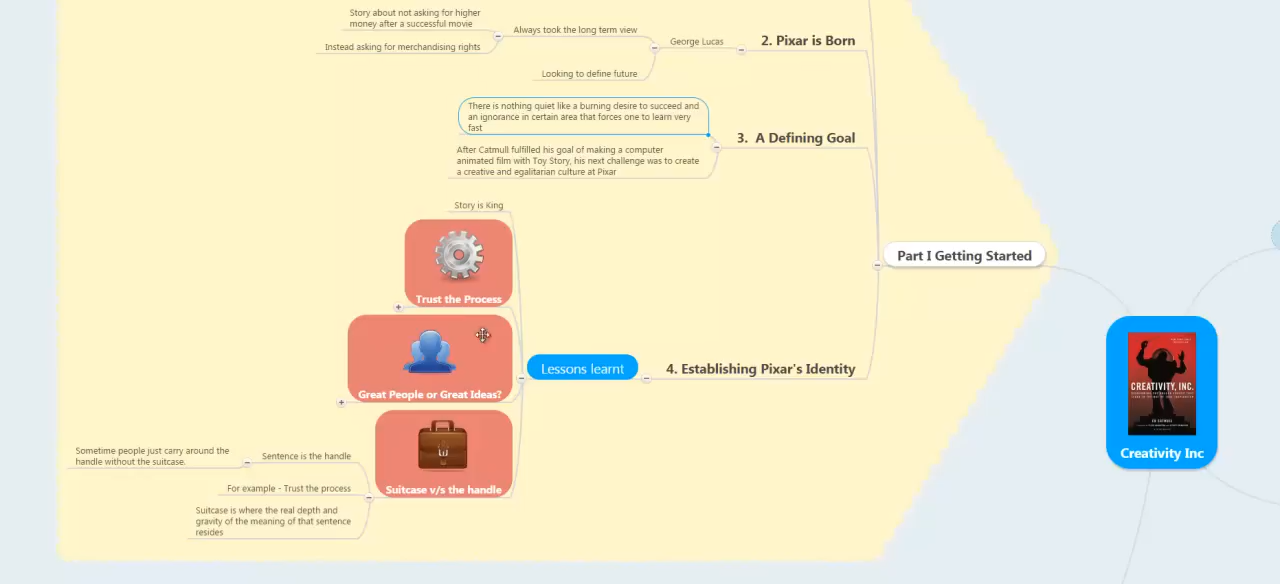 Story about not asking for higher
money after a successful movie
Instead asking for merchandising rights
Always took the long term view
Looking to define future
George Lucas
2. Pixar is Born
There is nothing quiet like a burning desire to succeed and
an ignorance in certain area that forces one to learn very
fast
After Catmull fulfilled his goal of making a computer
animated film with Toy Story, his next challenge was to create
a creative and egalitarian culture at Pixar
3. A Defining Goal
Story is King
Trust the Process
Great People or Great Ideas?
Suitcase v/s the handle
Lessons learnt
4. Establishing Pixar's Identity
Sometime people just carry around the
handle without the suitcase.
Sentence is the handle
For example - Trust the process
Suitcase is where the real depth and
gravity of the meaning of that sentence
resides
Part I Getting Started
CREATIVITY, INC.
ED CATMULL
Creativity Inc